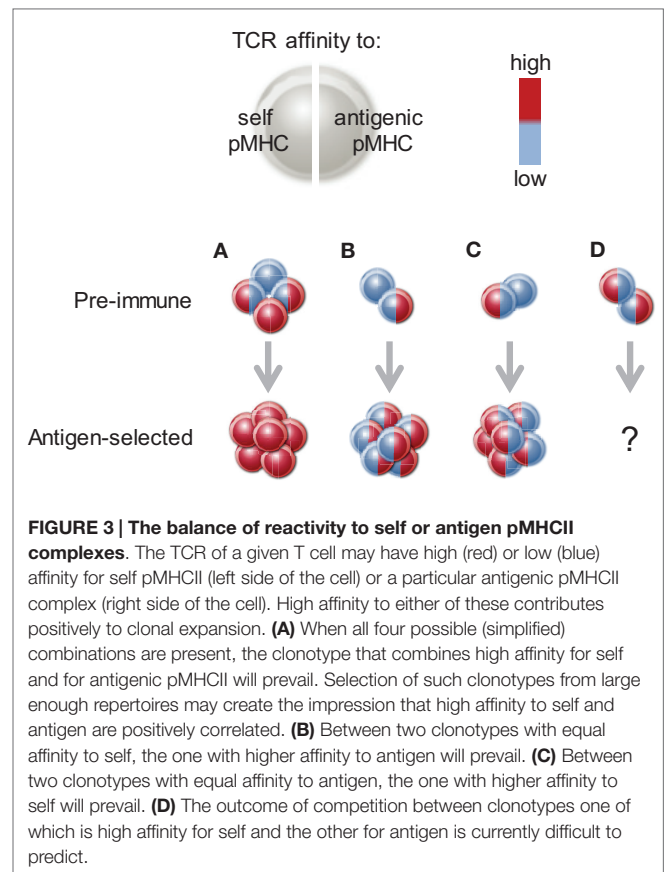 TCR affinity to:
high
self antigenic
pMHC pMHC
low
A B C D
Pre-immune
Antigen-selected ?
FIGURE 3 | The balance of reactivity to self or antigen pMHCII
complexes. The TCR of a given T cell may have high (red) or low (blue)
affinity for self pMHCII (left side of the cell) or a particular antigenic pMHCII
complex (right side of the cell). High affinity to either of these contributes
positively to clonal expansion. (A) When all four possible (simplified)
combinations are present, the clonotype that combines high affinity for self
and for antigenic pMHCII will prevail. Selection of such clonotypes from large
enough repertoires may create the impression that high affinity to self and
antigen are positively correlated. (B) Between two clonotypes with equal
affinity to self, the one with higher affinity to antigen will prevail. (C) Between
two clonotypes with equal affinity to antigen, the one with higher affinity to
self will prevail. (D) The outcome of competition between clonotypes one of
which is high affinity for self and the other for antigen is currently difficult to
predict.